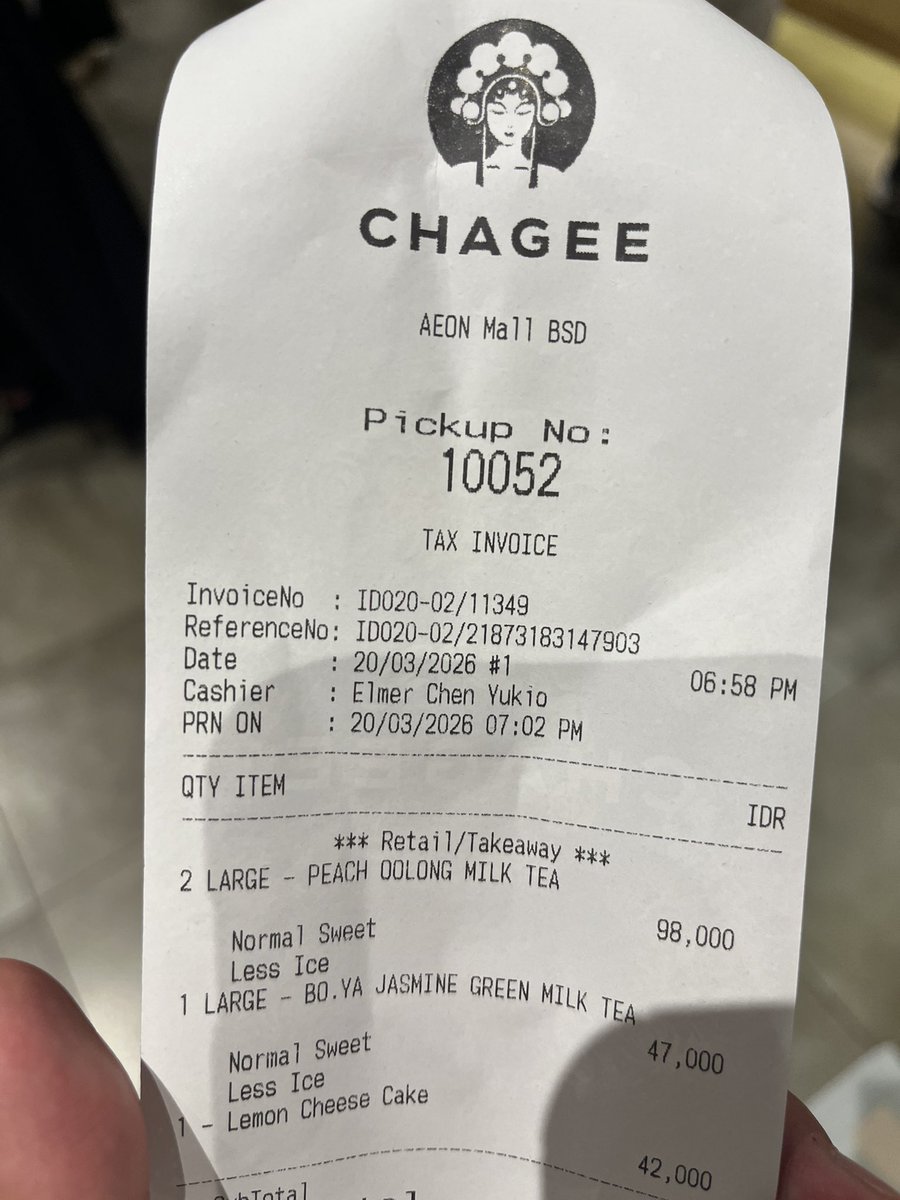 CHAGEE
AEON Mall BSD
Pickup No:
10052
TAX INVOICE
InvoiceNo : ID020-02/11349
ReferenceNo: ID020-02/21873183147903
Date : 20/03/2026 #1 06:58 PM
Cashier : Elmer Chen Yukio
PRN ON : 20/03/2026 07:02 PM
QTY ITEM IDR
*** Retail/Takeaway ***
2 LARGE - PEACH OOLONG MILK TEA
Normal Sweet 98,000
Less Ice
1 LARGE - BO.YA JASMINE GREEN MILK TEA
Normal Sweet 47,000
Less Ice
1 - Lemon Cheese Cake
42,000
SubTotal